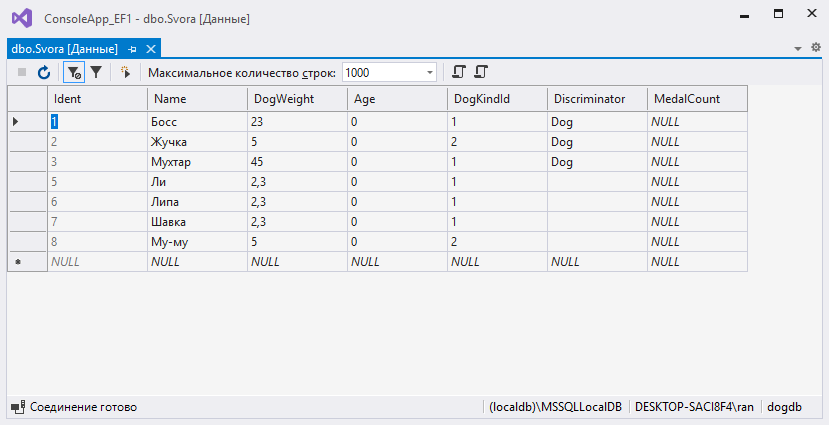 ConsoleApp_EF1 - dbo.Svora [Данные]
dbo.Svora [Данные]
Максимальное количество строк: 1000
Ident Name DogWeight Age DogKindId Discriminator MedalCount
1 Босс 23 0 1 Dog NULL
2 Жучка 5 0 2 Dog NULL
3 Мухтар 45 0 1 Dog NULL
5 Ли 2,3 0 1 NULL
6 Липа 2,3 0 1 NULL
7 Шавка 2,3 0 1 NULL
8 Му-му 5 0 2 NULL
NULL NULL NULL NULL NULL NULL NULL
Соединение готово (localdb)\MSSQLLocalDB DESKTOP-SACI8F4\ran dogdb